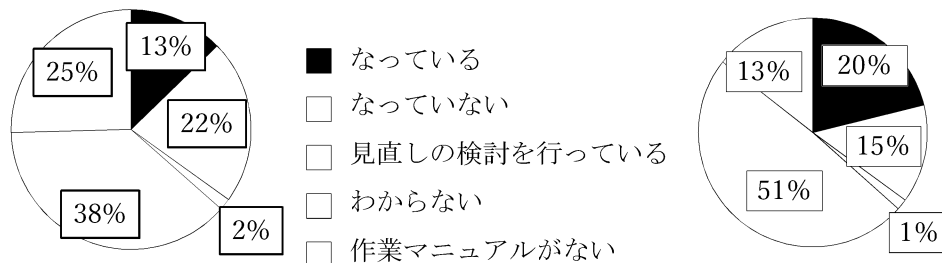 13%
22%
2%
38%
25%
なっている
なっていない
見直しの検討を行っている
わからない
作業マニュアルがない
20%
15%
1%
51%
13%